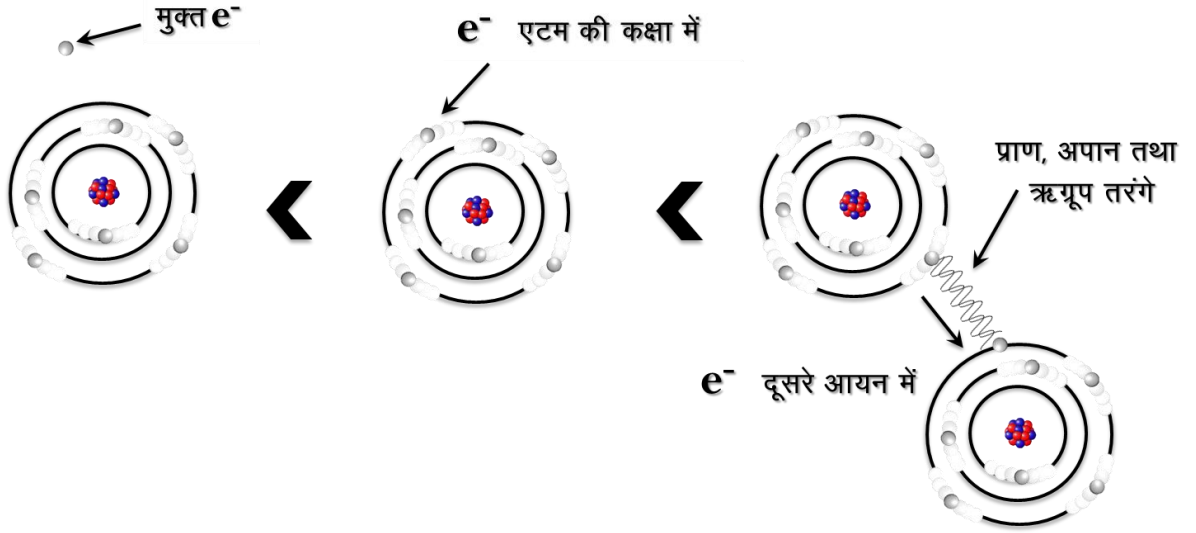 मुक्त e⁻
e⁻ एटम की कक्षा में
प्राण, अपान तथा
ऋग्रूप तरंगे
e⁻ दूसरे आयन में